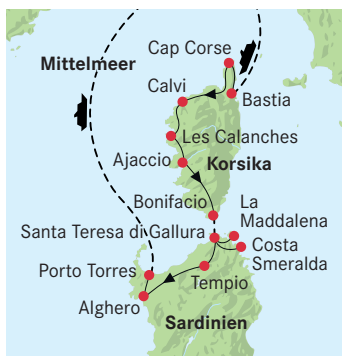 Cap Corse
Mittelmeer
Calvi
Bastia
Les Calanches
Ajaccio
Korsika
Bonifacio
La
Maddalena
Santa Teresa di Gallura
Costa
Smeralda
Porto Torres
Tempio
Alghero
Sardinien